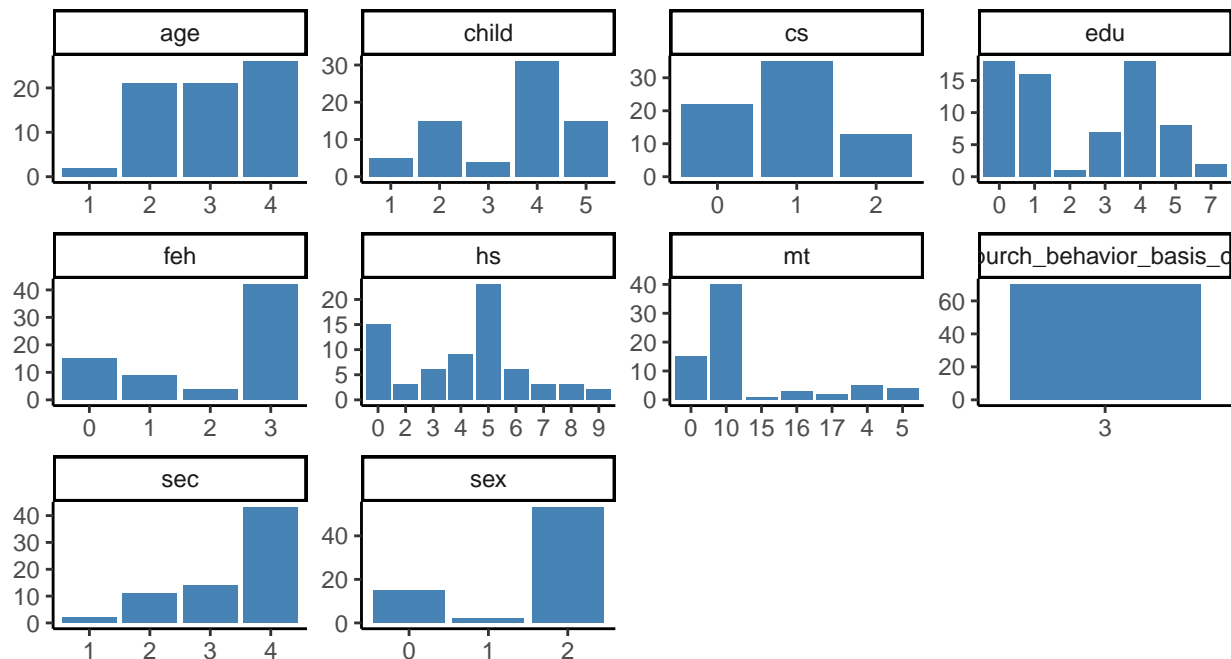 age child cs edu
20 10 0 30 20 10 0 30 20 10 0 15 10 5 0
1 2 3 4 1 2 3 4 5 0 1 2 0 1 2 3 4 5 7
feh hs mt purch_behavior_basis_c
40 30 20 10 0 20 15 10 5 0 40 30 20 10 0 60 40 20 0
0 1 2 3 0 2 3 4 5 6 7 8 9 0 10 15 16 17 4 5 3
sec sex
40 30 20 10 0 40 20 0
1 2 3 4 0 1 2